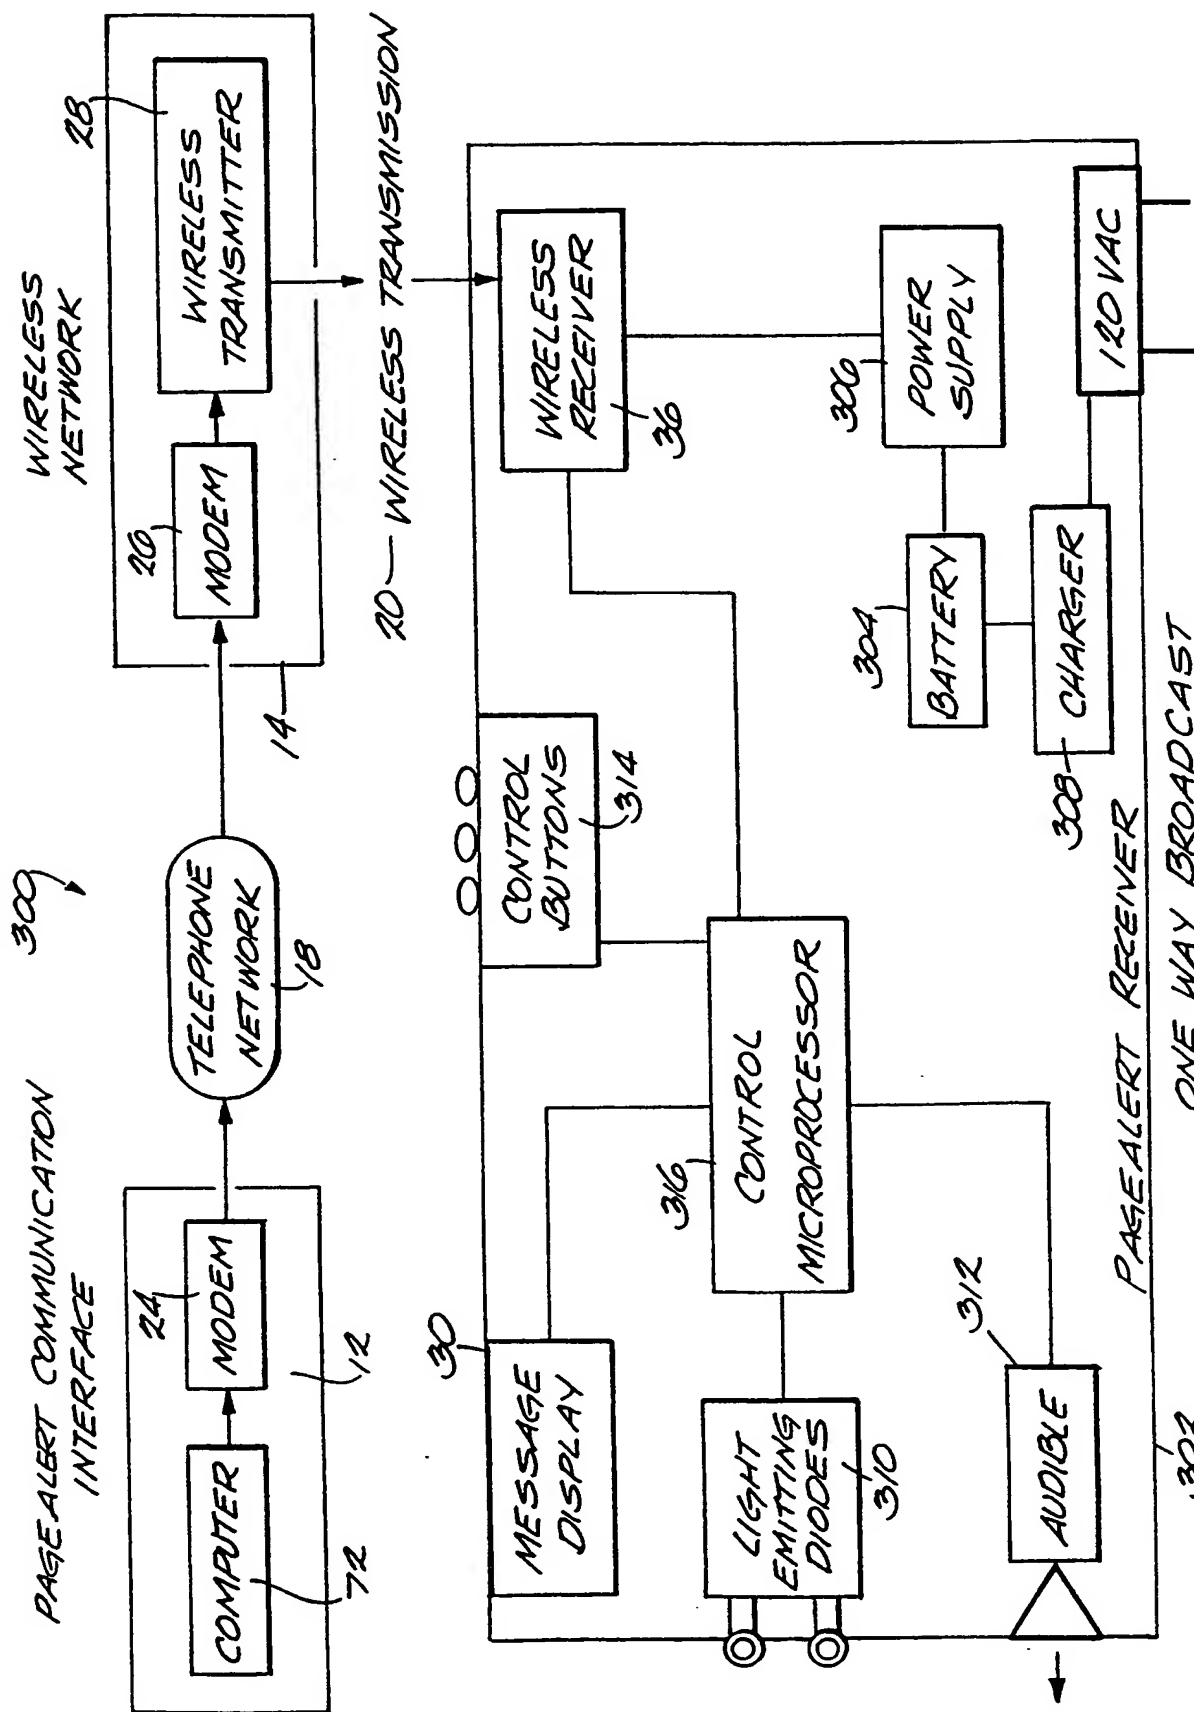 300
PAGEALERT COMMUNICATION
INTERFACE
COMPUTER
72
24
MODEM
12
TELEPHONE
NETWORK
18
WIRELESS
NETWORK
14
26
MODEM
28
WIRELESS
TRANSMITTER
20 — WIRELESS TRANSMISSION
30
MESSAGE
DISPLAY
CONTROL
BUTTONS
314
WIRELESS
RECEIVER
36
LIGHT
EMITTING
DIODES
310
316
CONTROL
MICROPROCESSOR
306
POWER
SUPPLY
304
BATTERY
312
AUDIBLE
308
CHARGER
120 VAC
PAGEALERT RECEIVER
ONE WAY BROADCAST